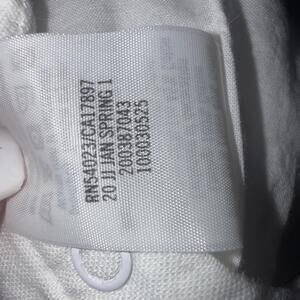 RN54023/CA17897
20 JJ JAN SPRING 1
200387043
100030525